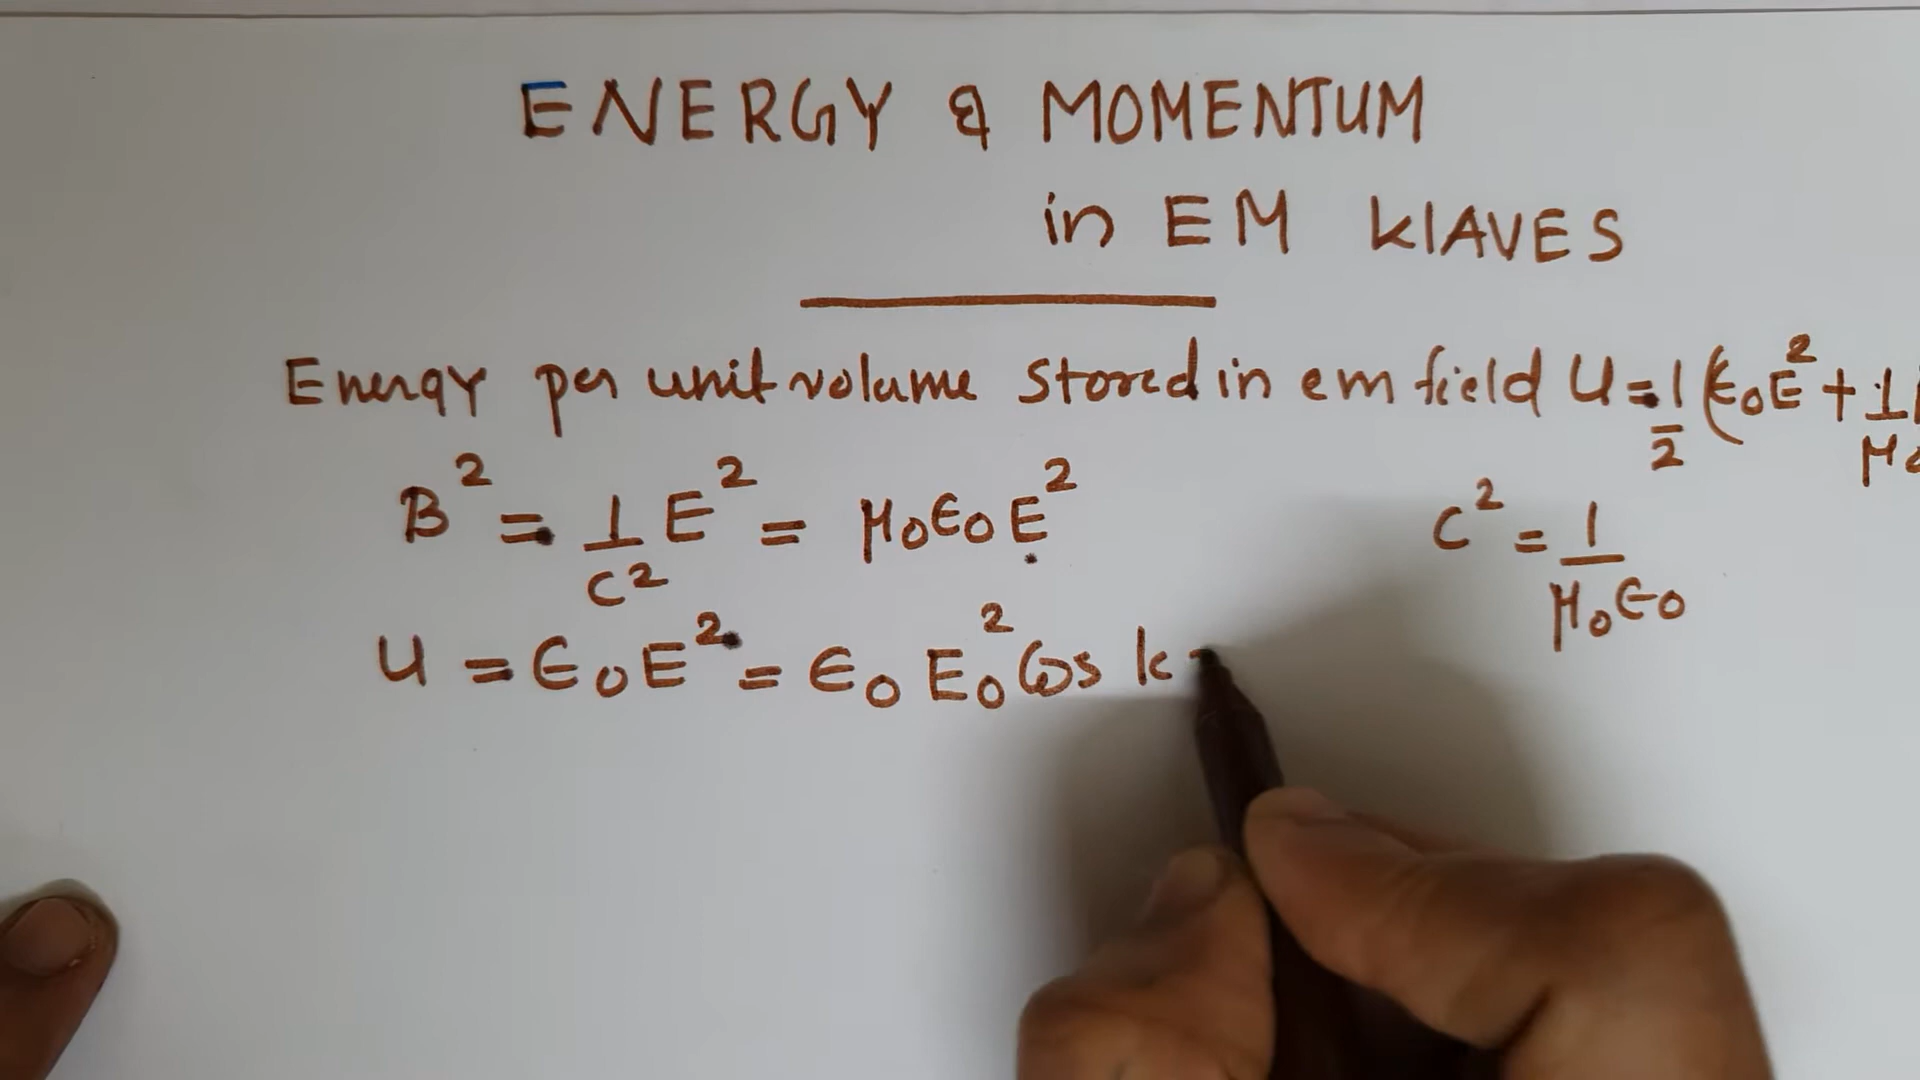 ENERGY & MOMENTUM
in EM WAVES
Energy per unit volume stored in em field U = 1/2 (ϵ0E² + 1/μ0
B² = 1/C² E² = μ0ϵ0E²
C² = 1/μ0ϵ0
U = ϵ0E² = ϵ0 E0² Cos k